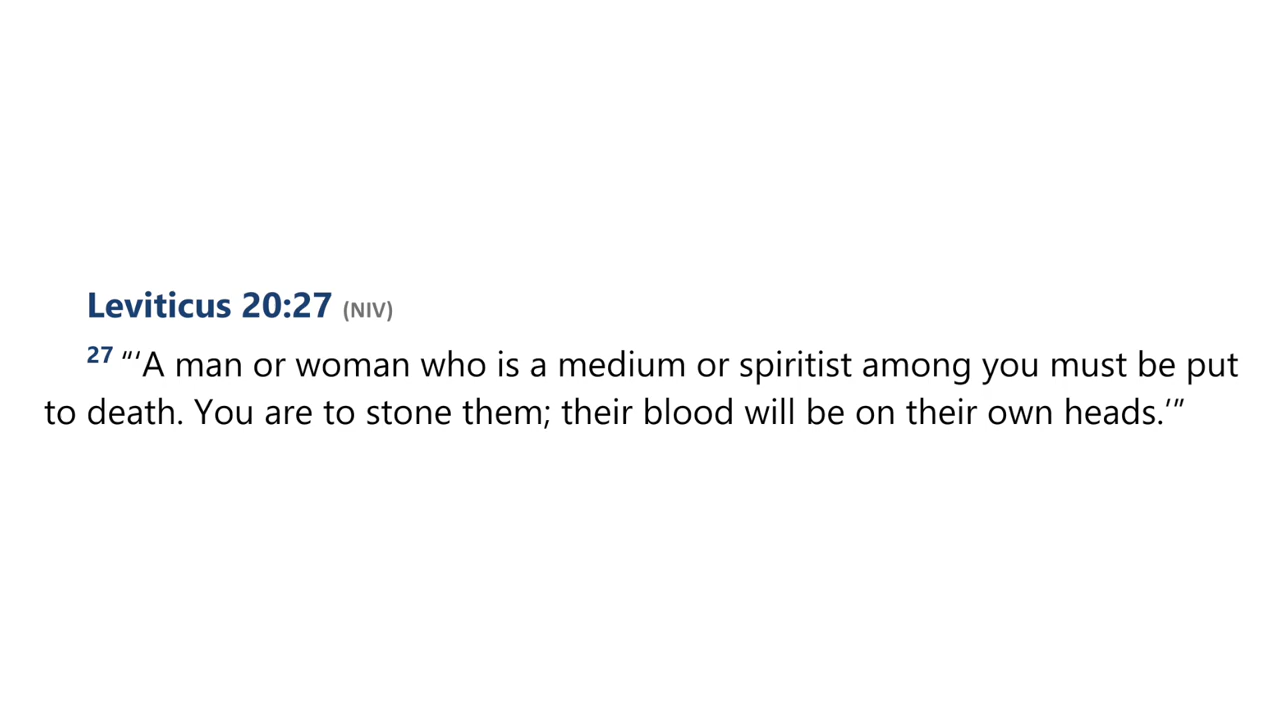 Leviticus 20:27 (NIV)
27 “‘A man or woman who is a medium or spiritist among you must be put
to death. You are to stone them; their blood will be on their own heads.’”